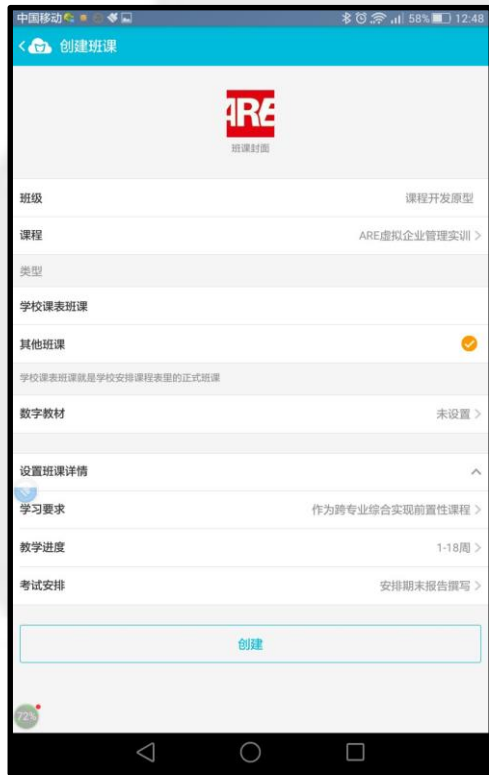 中国移动 58% 12:48
< 创建班课
ARE
班课封面
班级 课程开发原型
课程 ARE虚拟企业管理实训 >
类型
学校课表班课
其他班课
学校课表班课就是学校安排课程表里的正式班课
数字教材 未设置 >
设置班课详情
学习要求 作为跨专业综合实现前置性课程 >
教学进度 1-18周 >
考试安排 安排期末报告撰写 >
创建
72%